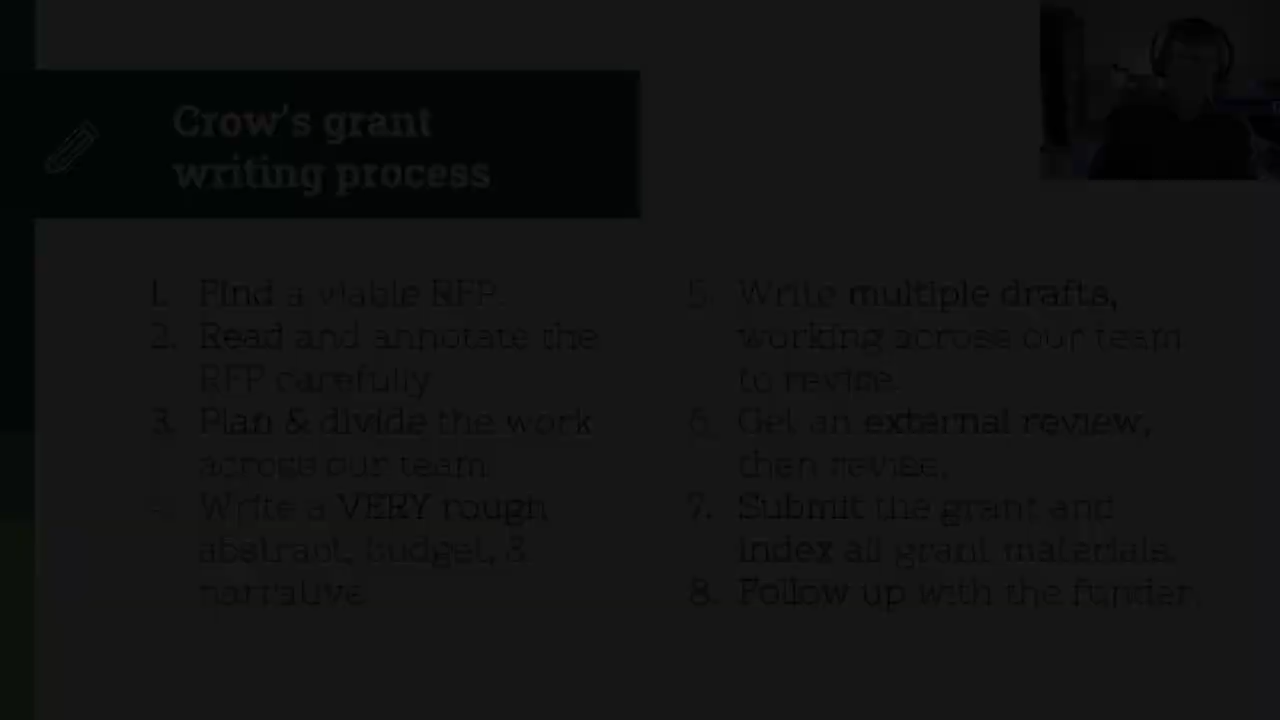 Crow's grant
writing process
1. Find a viable RFP.
2. Read and annotate the
RFP carefully
3. Plan & divide the work
across our team
4. Write a VERY rough
abstract, budget, &
narrative
5. Write multiple drafts,
working across our team
to revise.
6. Get an external review,
then revise.
7. Submit the grant and
index all grant materials.
8. Follow up with the funder.